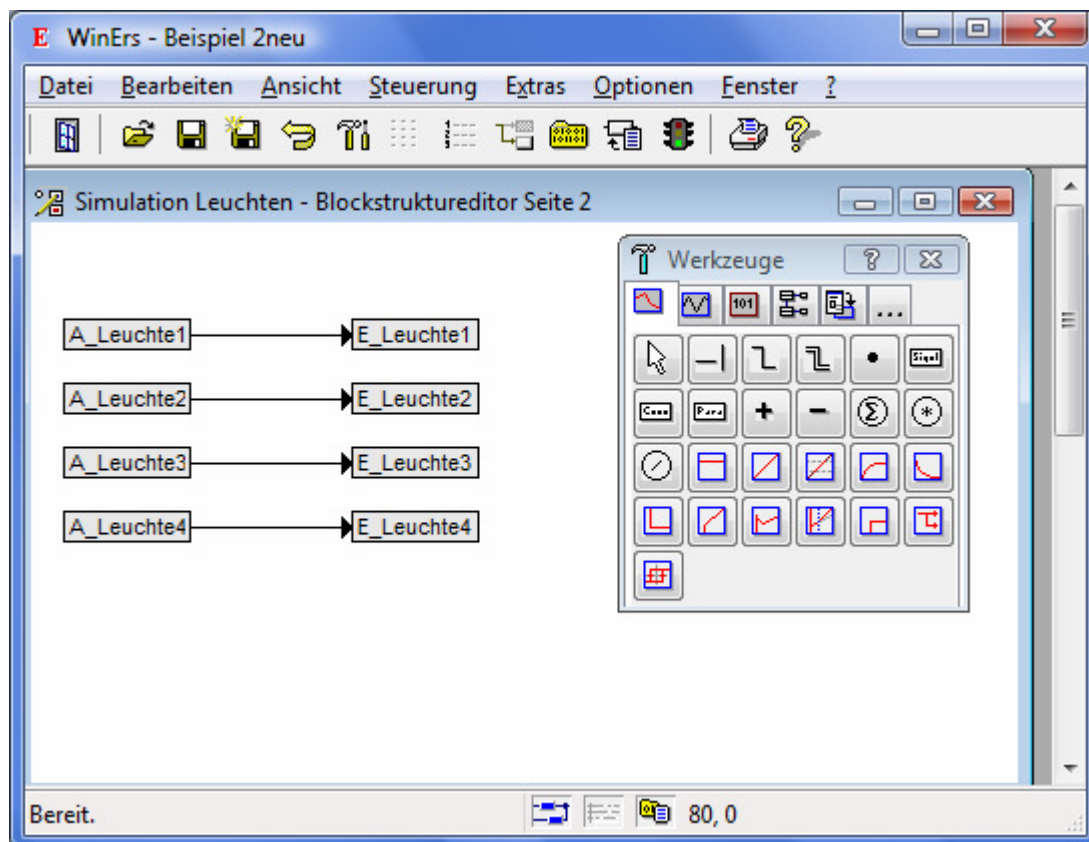 E WinErs - Beispiel 2neu
Datei Bearbeiten Ansicht Steuerung Extras Optionen Fenster ?
Simulation Leuchten - Blockstruktureditor Seite 2
Werkzeuge
101
...
A_Leuchte1 E_Leuchte1
A_Leuchte2 E_Leuchte2
A_Leuchte3 E_Leuchte3
A_Leuchte4 E_Leuchte4
Para
Σ
Bereit. 80, 0